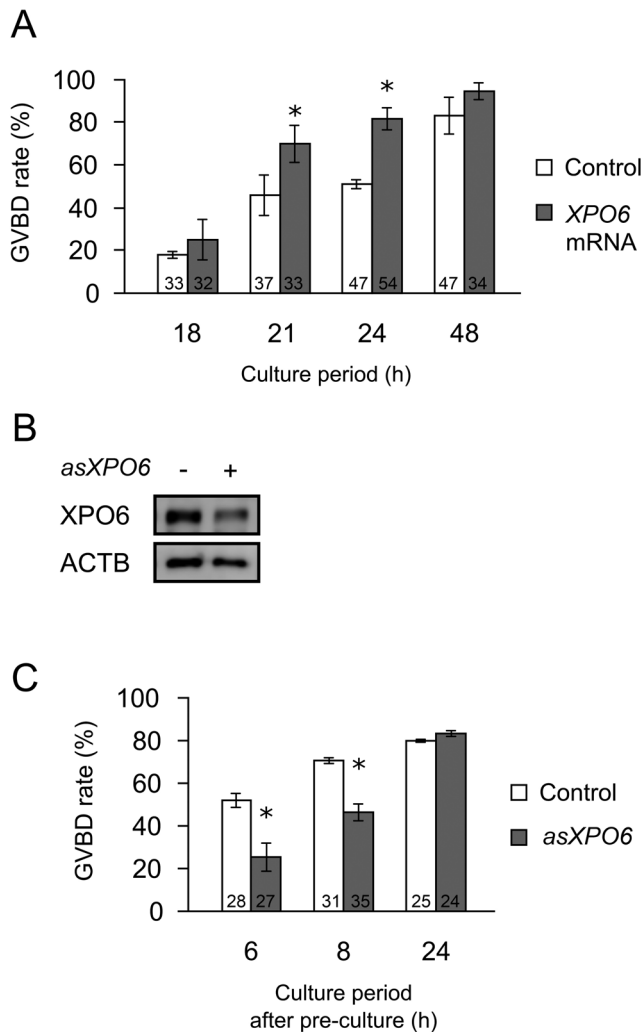 A
GVBD rate (%)
100
80
60
40
20
0
*
*
33 32 37 33 47 54 47 34
18 21 24 48
Culture period (h)
Control
XPO6
mRNA
B
asXPO6 - +
XPO6
ACTB
C
GVBD rate (%)
100
80
60
40
20
0
*
*
28 27 31 35 25 24
6 8 24
Culture period
after pre-culture (h)
Control
asXPO6